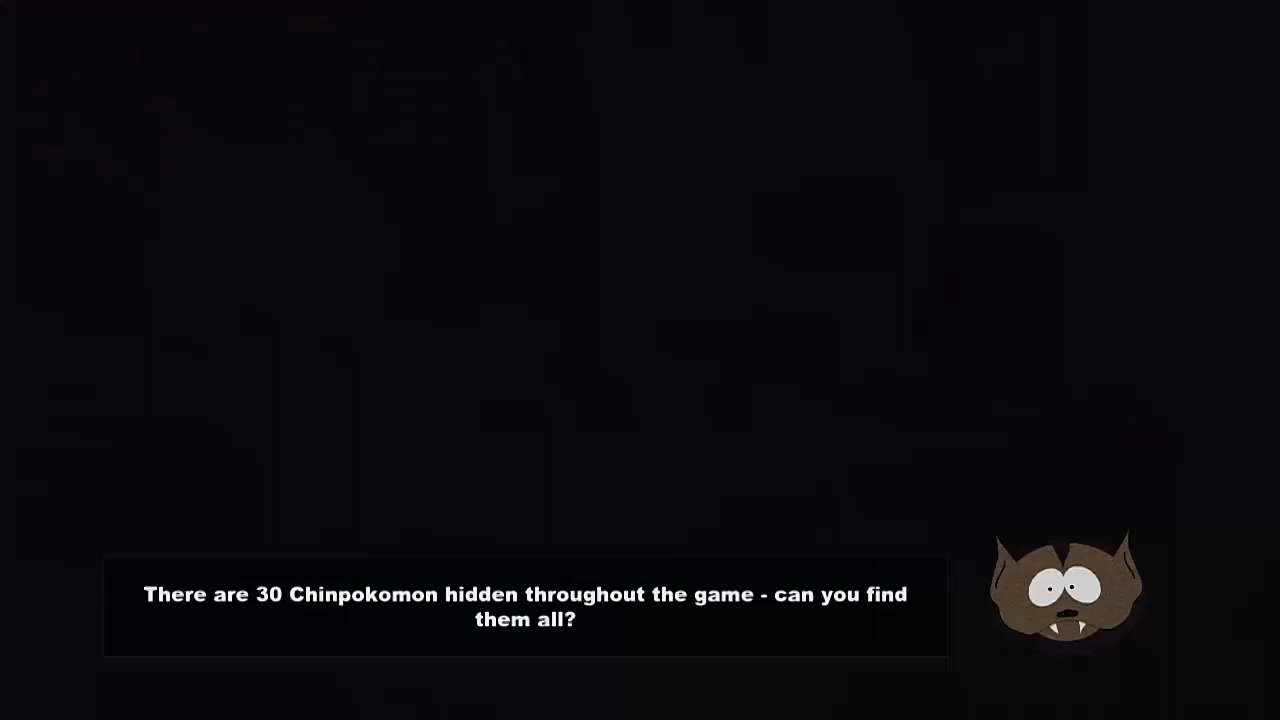 There are 30 Chinpokomon hidden throughout the game - can you find
them all?